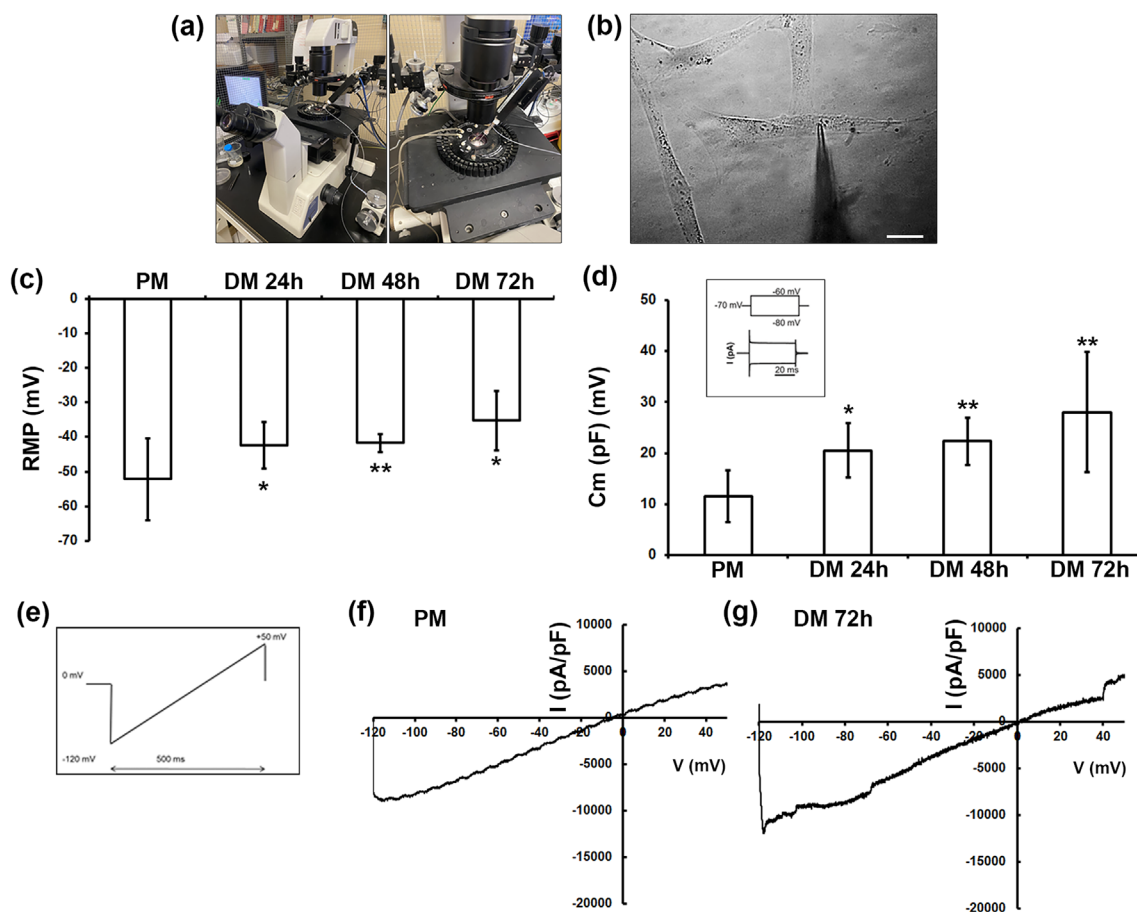 (a)
(b)
(c)
PM DM 24h DM 48h DM 72h
0
-10
-20
-30
-40
-50
-60
-70
RMP (mV)
*
**
*
(d)
50
40
30
20
10
0
Cm (pF) (mV)
-70 mV
-60 mV
-80 mV
I (pA)
20 ms
*
**
**
PM DM 24h DM 48h DM 72h
(e)
+50 mV
0 mV
-120 mV
500 ms
(f)
PM
I (pA/pF)
10000
5000
0
-5000
-10000
-15000
-20000
-120 -100 -80 -60 -40 -20 0 20 40
V (mV)
(g)
DM 72h
I (pA/pF)
10000
5000
0
-5000
-10000
-15000
-20000
-120 -100 -80 -60 -40 -20 0 20 40
V (mV)